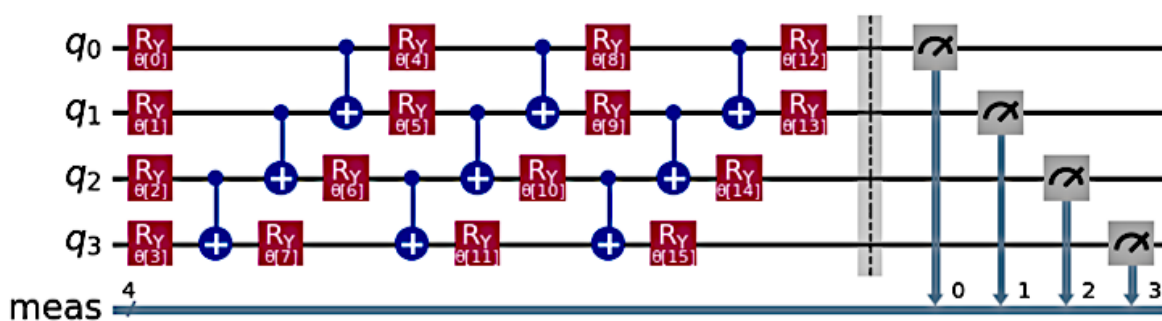 q0 RY θ[0] RY θ[4] RY θ[8] RY θ[12]
q1 RY θ[1] RY θ[5] RY θ[9] RY θ[13]
q2 RY θ[2] RY θ[6] RY θ[10] RY θ[14]
q3 RY θ[3] RY θ[7] RY θ[11] RY θ[15]
meas 4 0 1 2 3